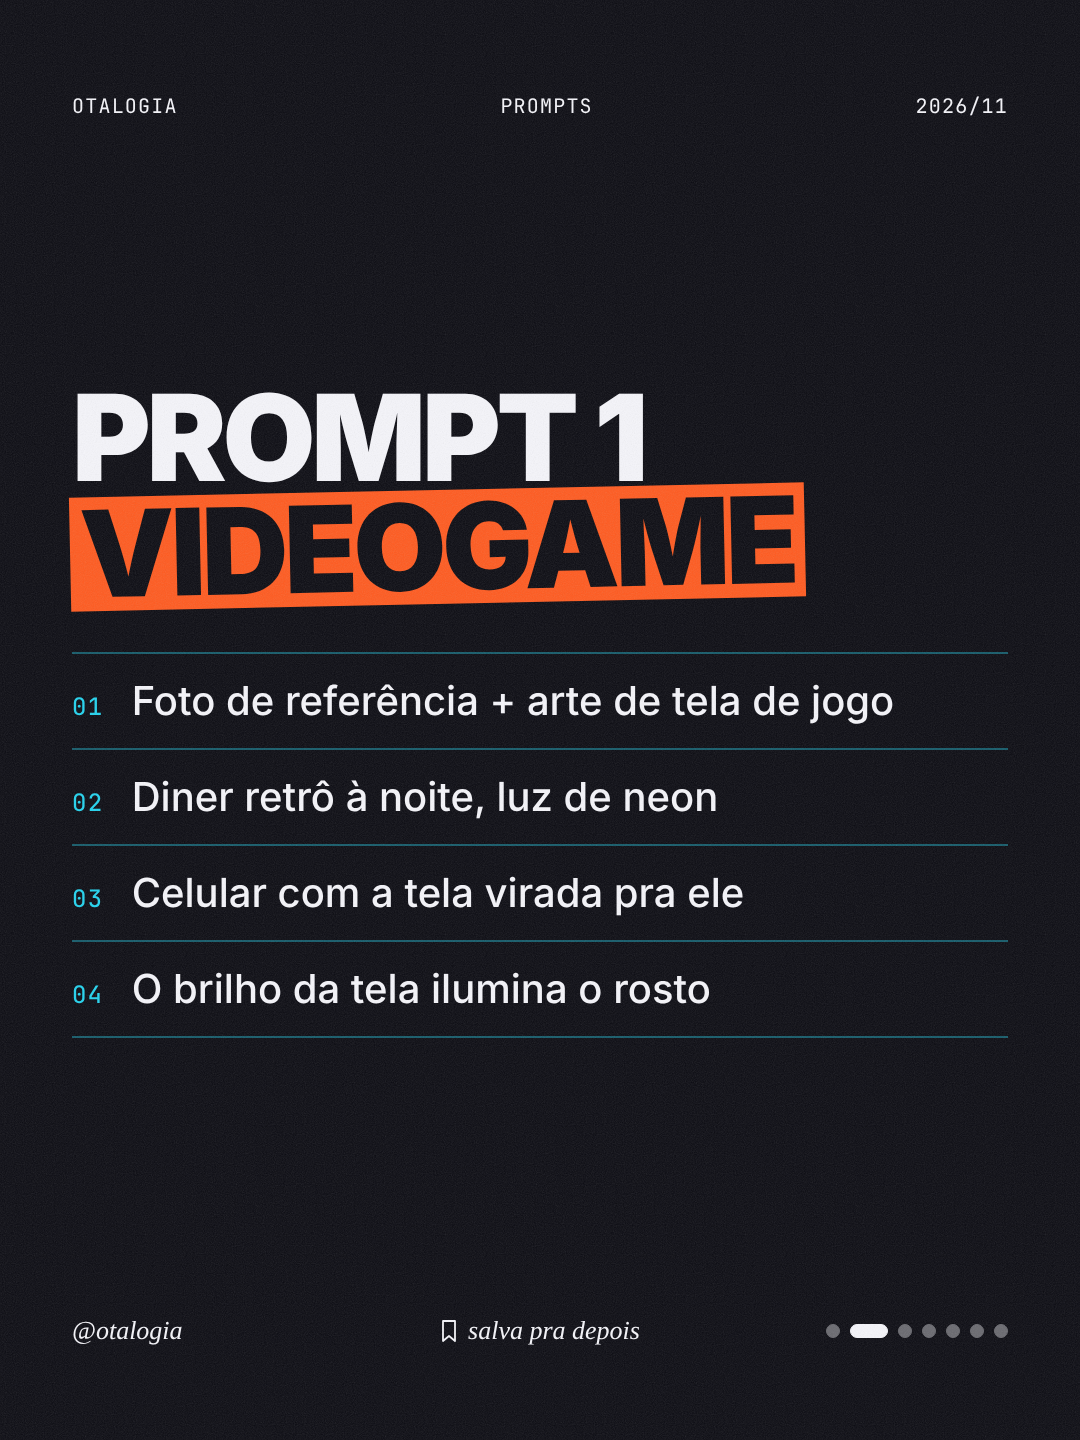 OTALOGIA
PROMPTS
2026/11
PROMPT 1
VIDEOGAME
01 Foto de referência + arte de tela de jogo
02 Diner retrô à noite, luz de neon
03 Celular com a tela virada pra ele
04 O brilho da tela ilumina o rosto
@otalogia
salva pra depois